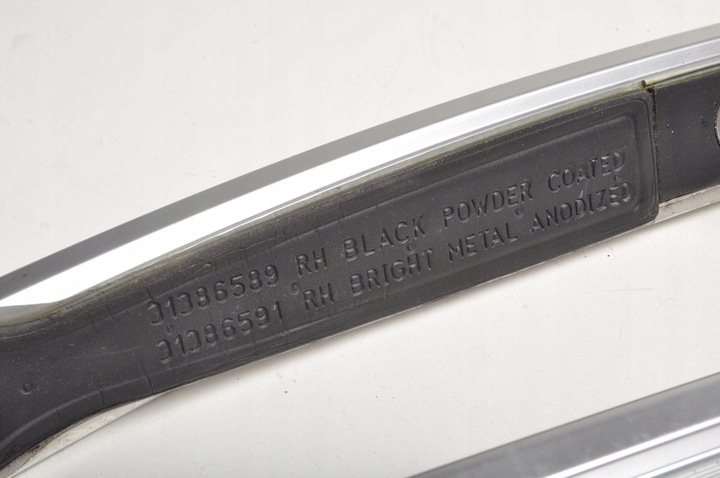 31386589 RH BLACK POWDER COATED
31386591 RH BRIGHT METAL ANODIZED